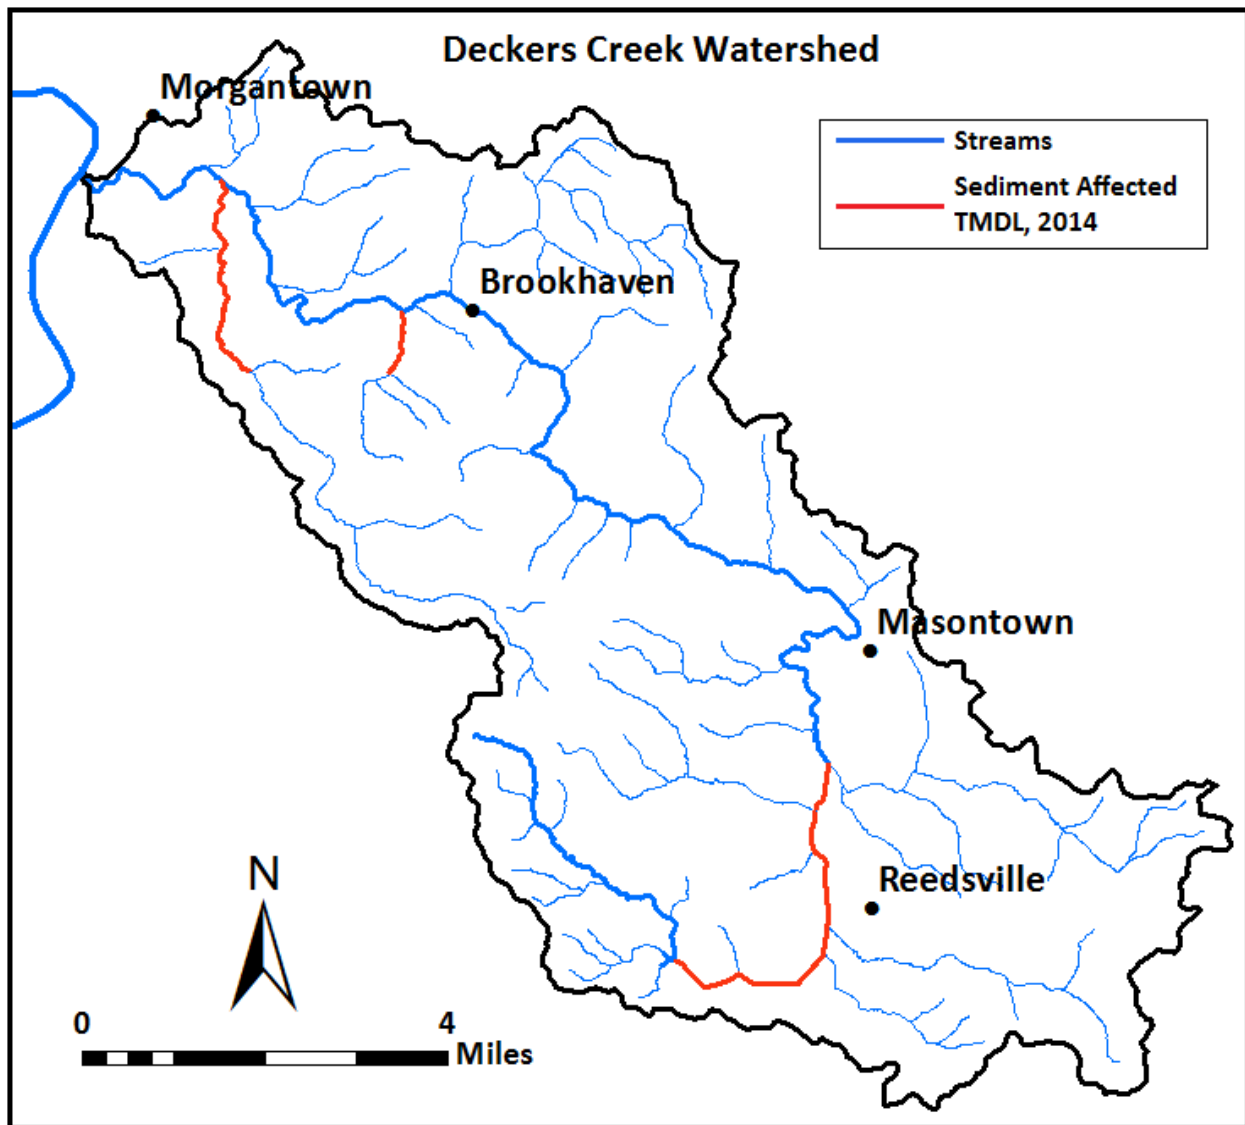 Deckers Creek Watershed
Morgantown
Streams
Sediment Affected
TMDL, 2014
Brookhaven
Masontown
Reedsville
N
0 4
Miles